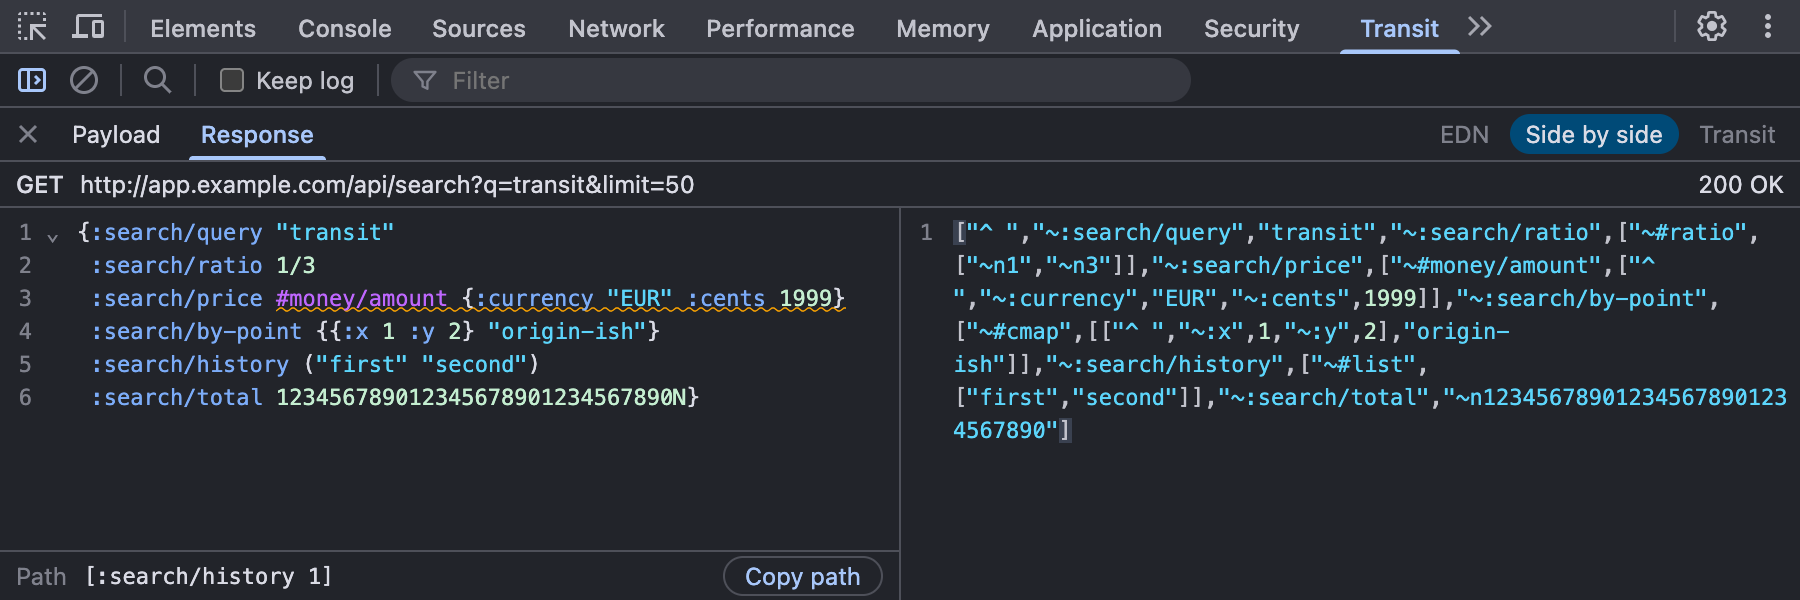 Elements Console Sources Network Performance Memory Application Security Transit
Keep log Filter
Payload Response EDN Side by side Transit
GET http://app.example.com/api/search?q=transit&limit=50 200 OK
1 {:search/query "transit"
2 :search/ratio 1/3
3 :search/price #money/amount {:currency "EUR" :cents 1999}
4 :search/by-point {{:x 1 :y 2} "origin-ish"}
5 :search/history ("first" "second")
6 :search/total 123456789012345678901234567890N}
1 ["^ ","~:search/query","transit","~:search/ratio",["~#ratio",
["~n1","~n3"]],"~:search/price",["~#money/amount",["^
","~:currency","EUR","~:cents",1999]],"~:search/by-point",
["~#cmap",[["^ ","~:x",1,"~:y",2],"origin-
ish"]],"~:search/history",["~#list",
["first","second"]],"~:search/total","~n12345678901234567890123
4567890"]
Path [:search/history 1] Copy path